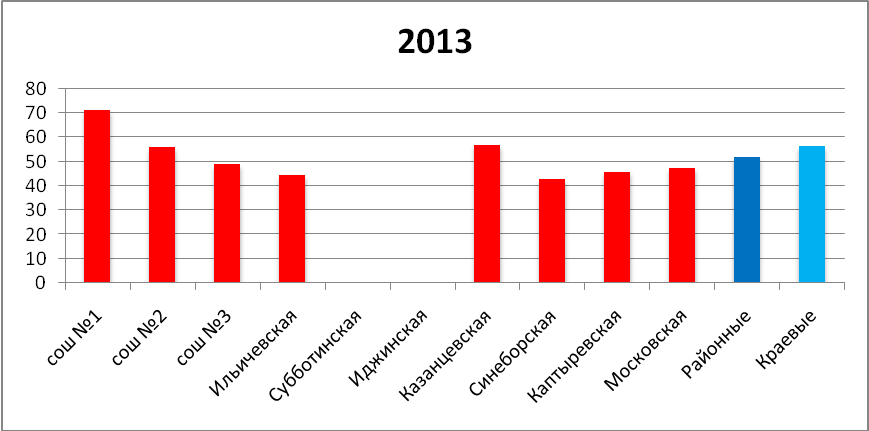 2013
80
70
60
50
40
30
20
10
0
сош №1
сош №2
сош №3
Ильичевская
Субботинская
Иджинская
Казанцевская
Синеборская
Каптыревская
Московская
Районные
Краевые